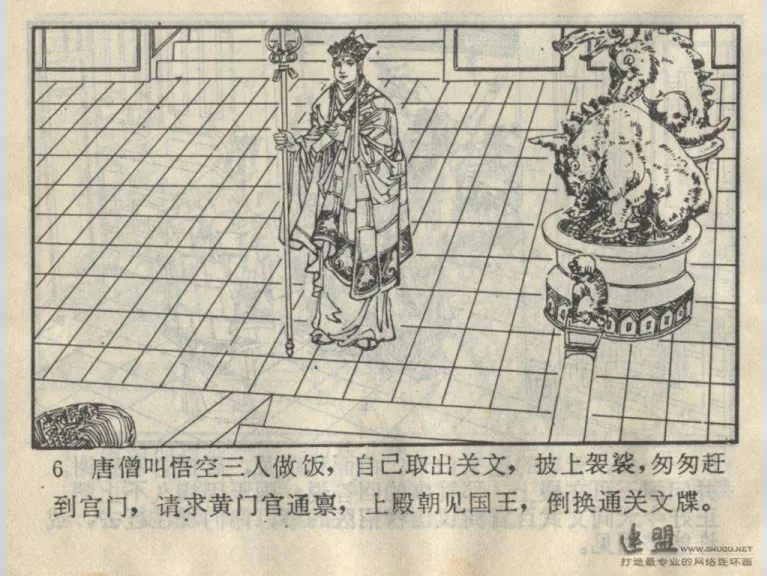 6 唐僧叫悟空三人做饭，自己取出关文，披上袈裟，匆匆赶
到宫门，请求黄门官通禀，上殿朝见国王，倒换通关文牒。
连盟 WWW.SHUQU.NET
打造最专业的网络连环画